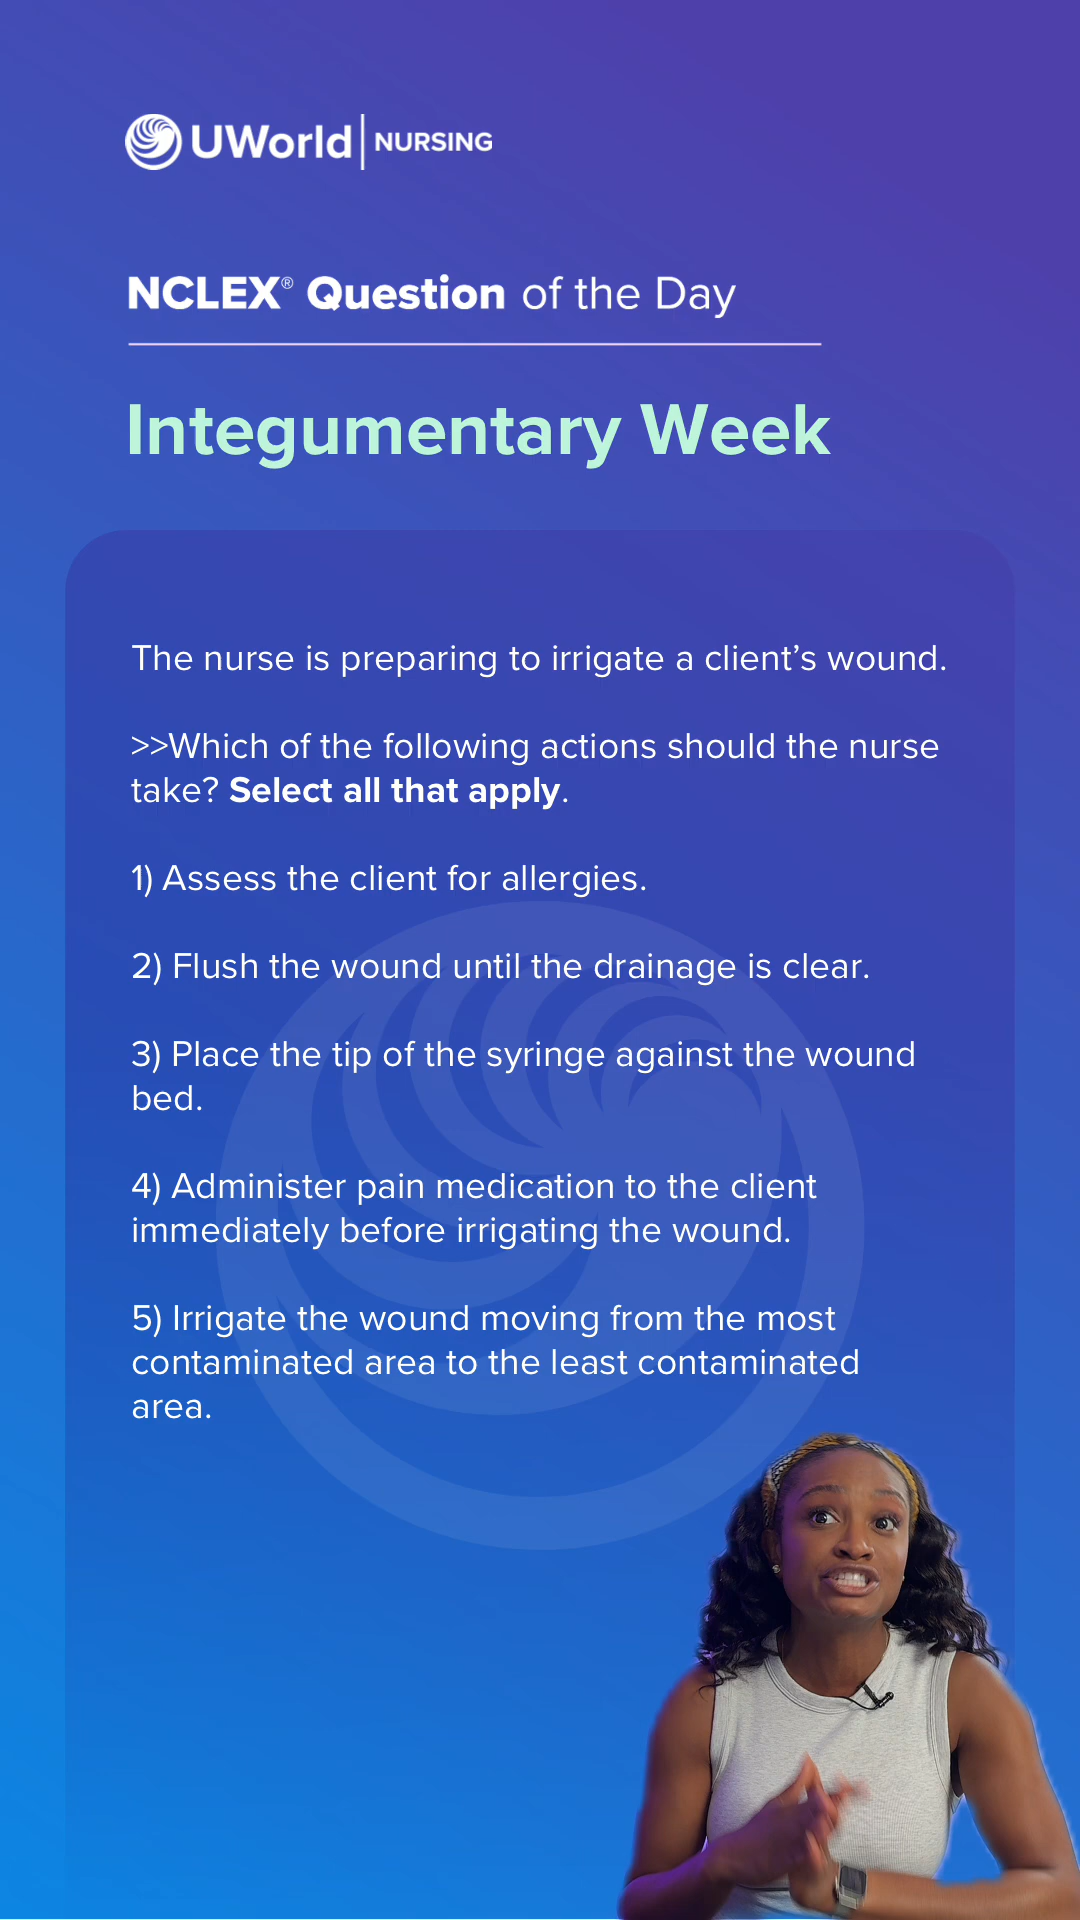 UWorld | NURSING
NCLEX® Question of the Day
Integumentary Week
The nurse is preparing to irrigate a client’s wound.
>>Which of the following actions should the nurse
take? Select all that apply.
1) Assess the client for allergies.
2) Flush the wound until the drainage is clear.
3) Place the tip of the syringe against the wound
bed.
4) Administer pain medication to the client
immediately before irrigating the wound.
5) Irrigate the wound moving from the most
contaminated area to the least contaminated
area.